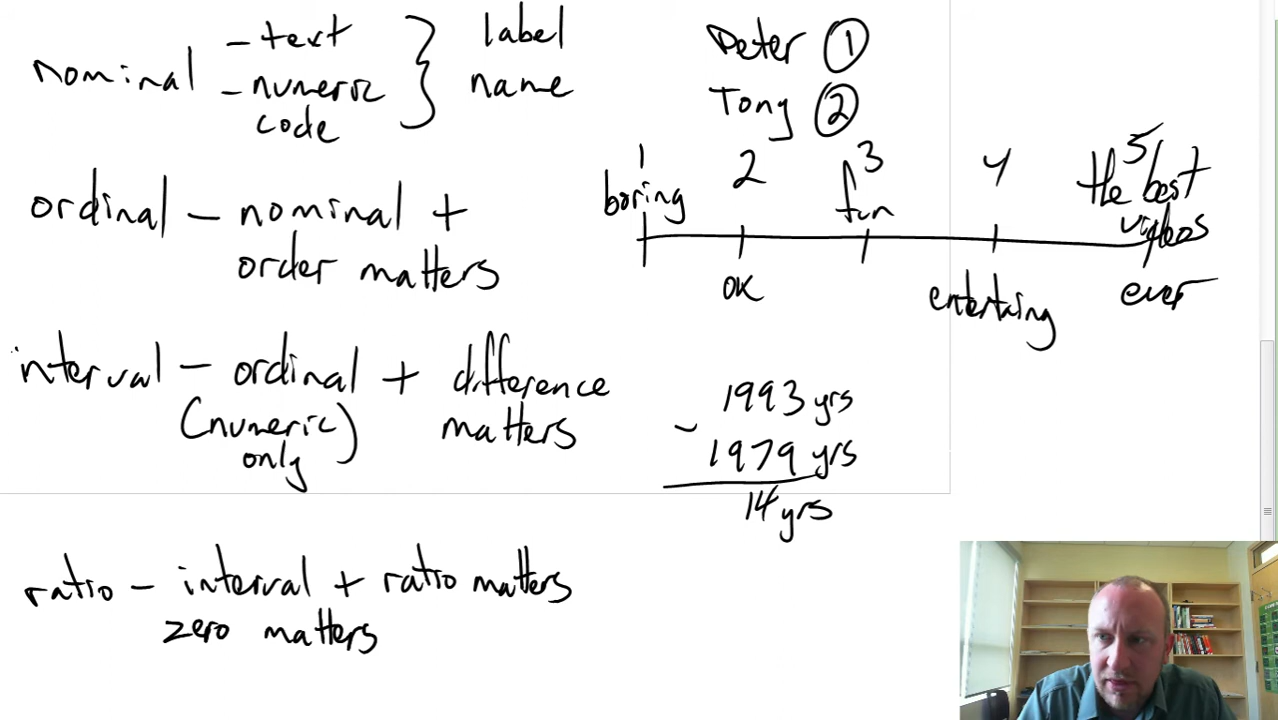 nominal - text } label
- numeric name
code
Peter ①
Tony ②
ordinal - nominal +
order matters
1 2 3 4 5
boring fun the best
videos
ok entertaing ever
interval - ordinal + difference
(numeric matters
only)
1993 yrs
- 1979 yrs
14 yrs
ratio - interval + ratio matters
zero matters